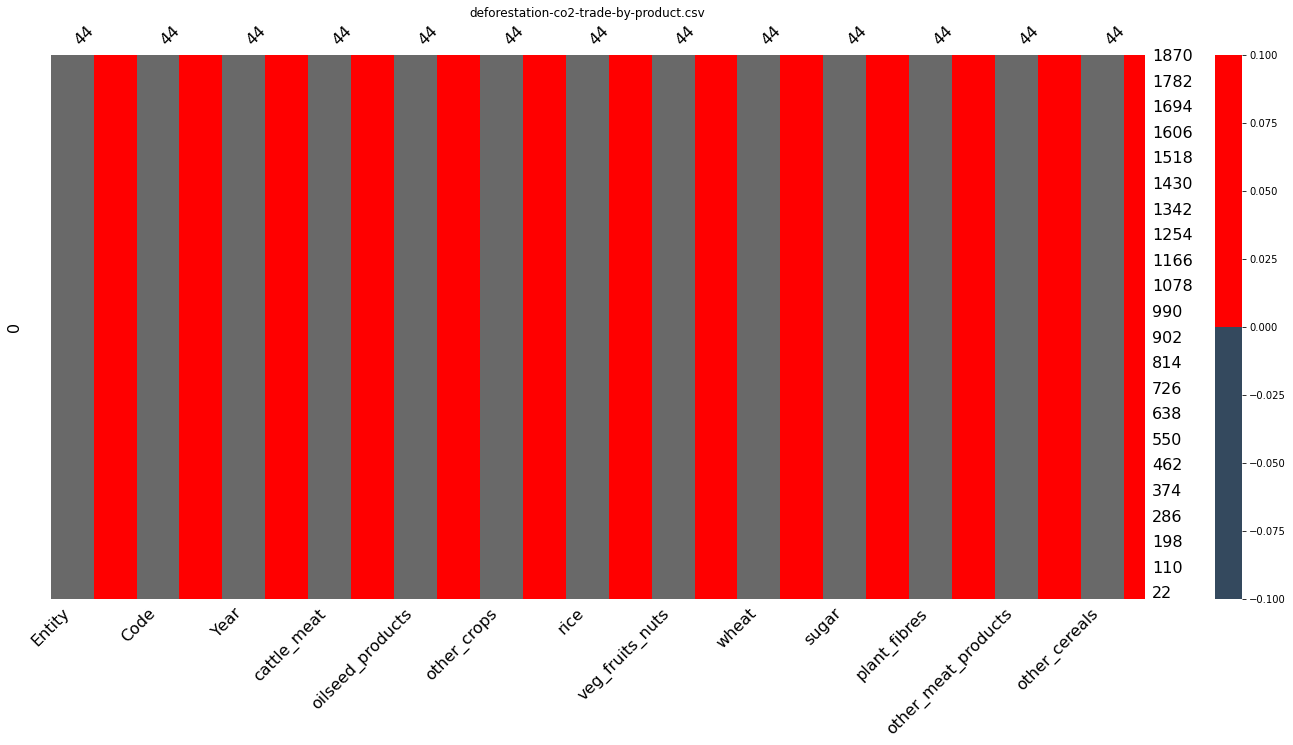 deforestation-co2-trade-by-product.csv
44 44 44 44 44 44 44 44 44 44 44 44 44
1870
1782
1694
1606
1518
1430
1342
1254
1166
1078
990
902
814
726
638
550
462
374
286
198
110
22
0.100
0.075
0.050
0.025
0.000
−0.025
−0.050
−0.075
−0.100
0
Entity
Code
Year
cattle_meat
oilseed_products
other_crops
rice
veg_fruits_nuts
wheat
sugar
plant_fibres
other_meat_products
other_cereals